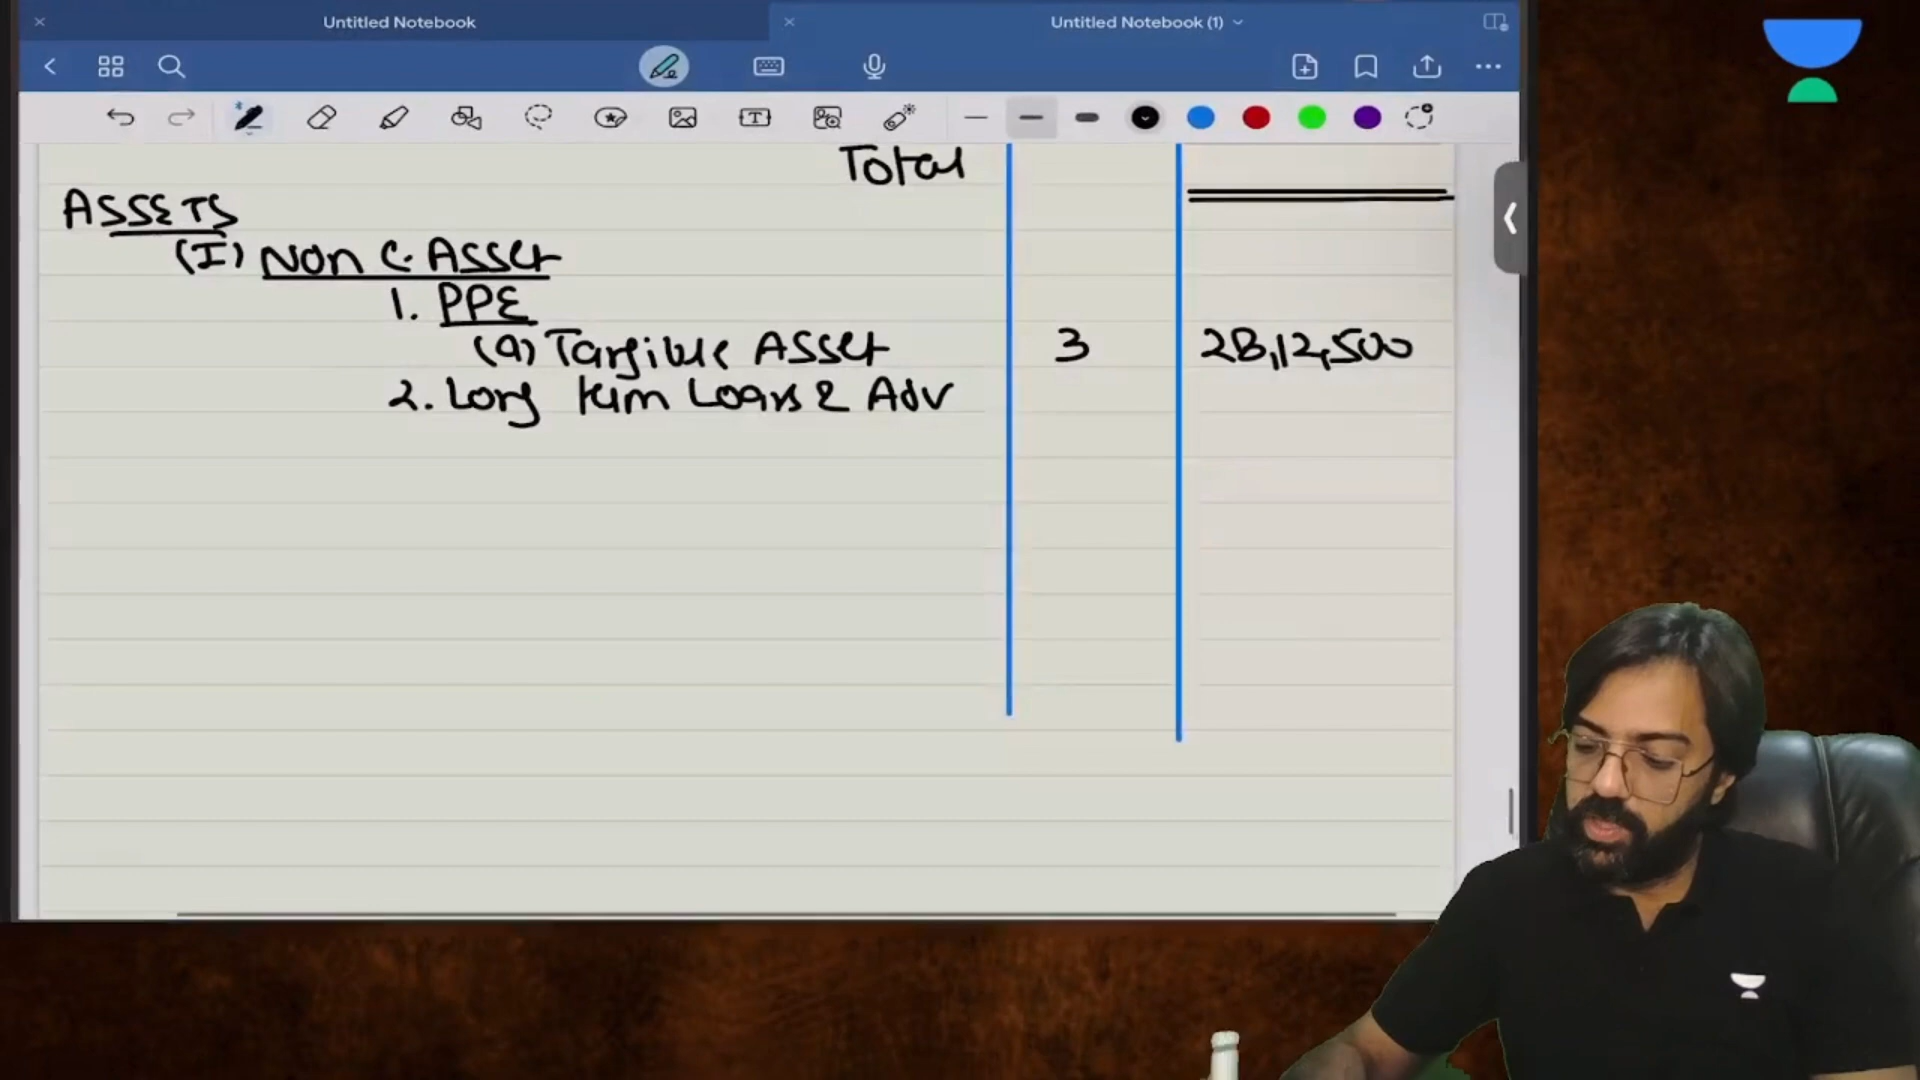 Untitled Notebook
Untitled Notebook (1)
Total
ASSETS
(I) Non C. Asset
1. PPE
(a) Tangible Asset 3 28,12,500
2. Long term Loans & Adv